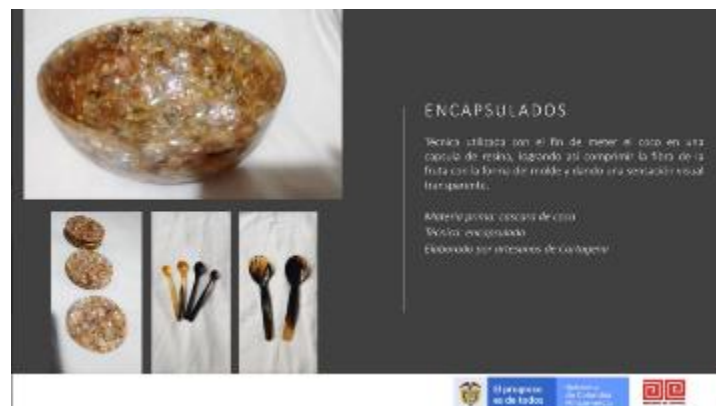 ENCAPSULADOS
Técnica utilizada con el fin de meter el coco en una
capsula de resina, logrando así comprimir la fibra de la
fruta con la forma del molde y dando una sensación visual
transparente.
Materia prima: cascara de coco
Técnica: encapsulado
Elaborado por artesanos de Cartagena
El progreso
es de todos